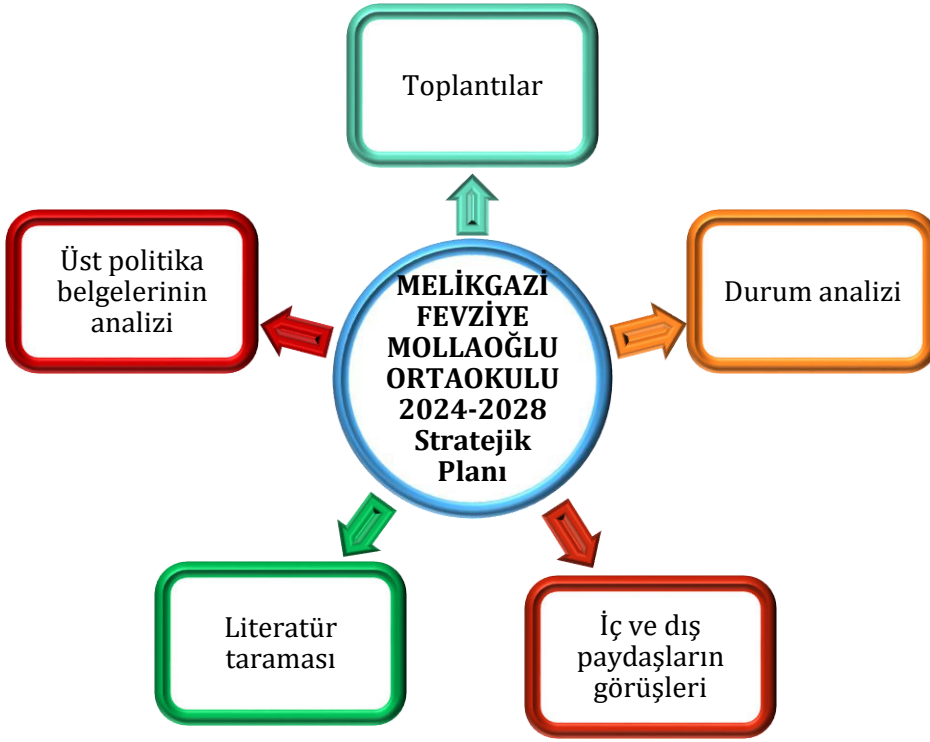 Toplantılar
Üst politika
belgelerinin
analizi
MELİKGAZİ
FEVZİYE
MOLLAOĞLU
ORTAOKULU
2024-2028
Stratejik
Planı
Durum analizi
Literatür
taraması
İç ve dış
paydaşların
görüşleri